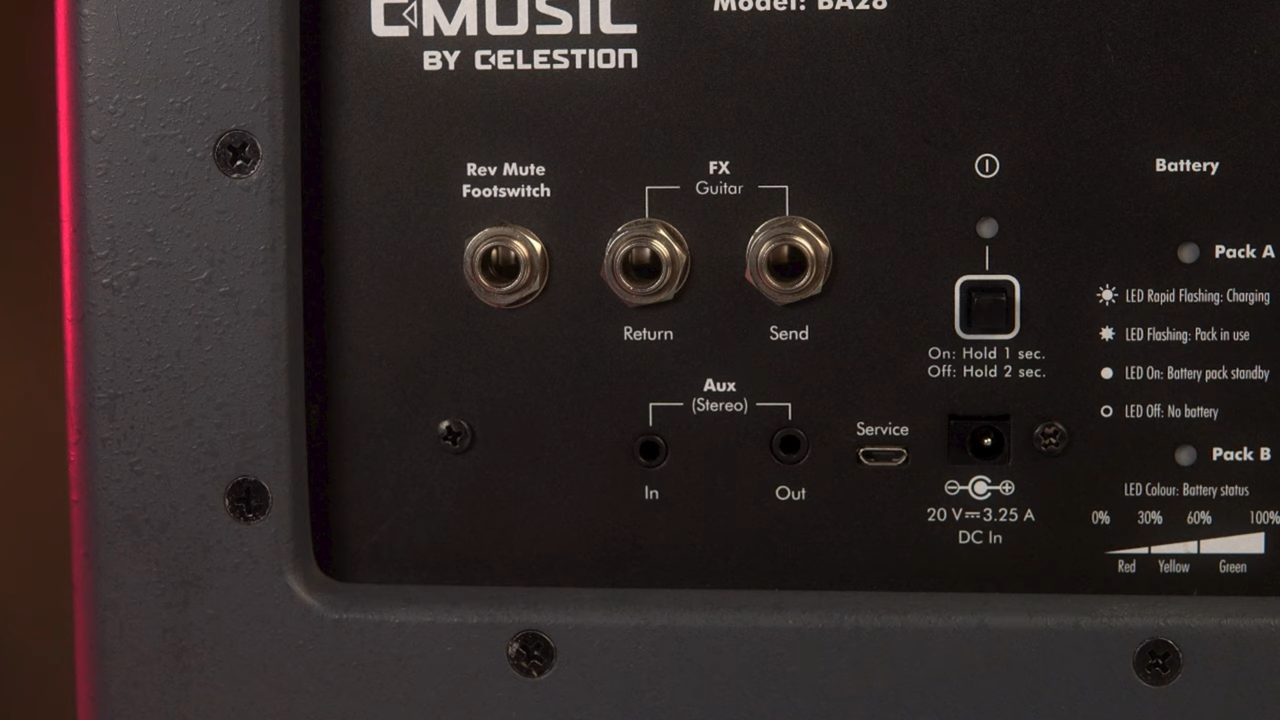 C MUSIC
BY CELESTION
Model: BA28
Rev Mute
Footswitch
FX
Guitar
Return
Send
Aux
(Stereo)
In
Out
Service
On: Hold 1 sec.
Off: Hold 2 sec.
20 V⎓3.25 A
DC In
Battery
Pack A
LED Rapid Flashing: Charging
LED Flashing: Pack in use
LED On: Battery pack standby
LED Off: No battery
Pack B
LED Colour: Battery status
0% 30% 60% 100%
Red Yellow Green